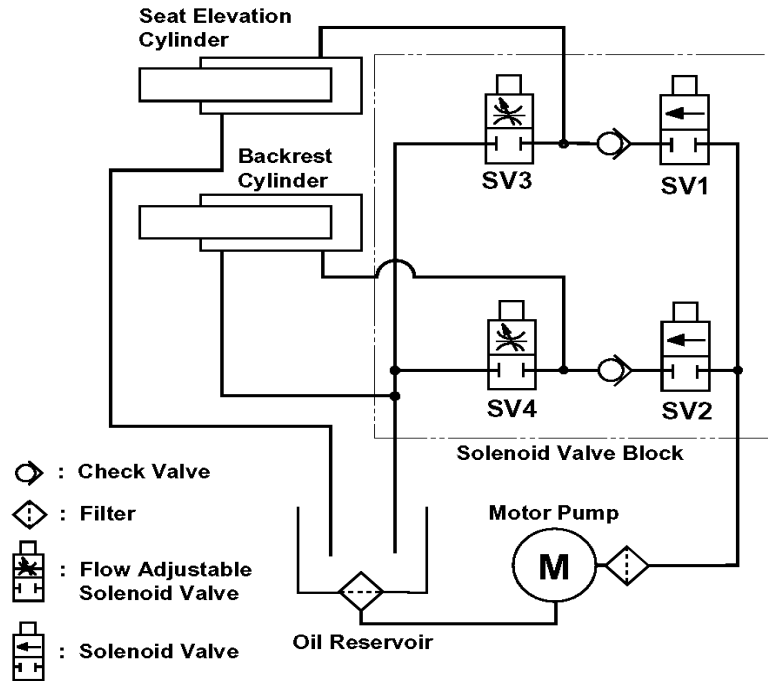 Seat Elevation
Cylinder
Backrest
Cylinder
SV3
SV1
SV4
SV2
Solenoid Valve Block
: Check Valve
: Filter
: Flow Adjustable
Solenoid Valve
: Solenoid Valve
Motor Pump
M
Oil Reservoir